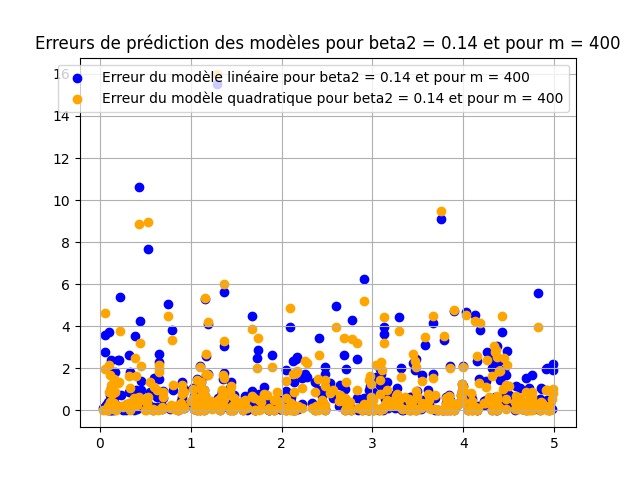 Erreurs de prédiction des modèles pour beta2 = 0.14 et pour m = 400
Erreur du modèle linéaire pour beta2 = 0.14 et pour m = 400
Erreur du modèle quadratique pour beta2 = 0.14 et pour m = 400
16
14
12
10
8
6
4
2
0
0 1 2 3 4 5